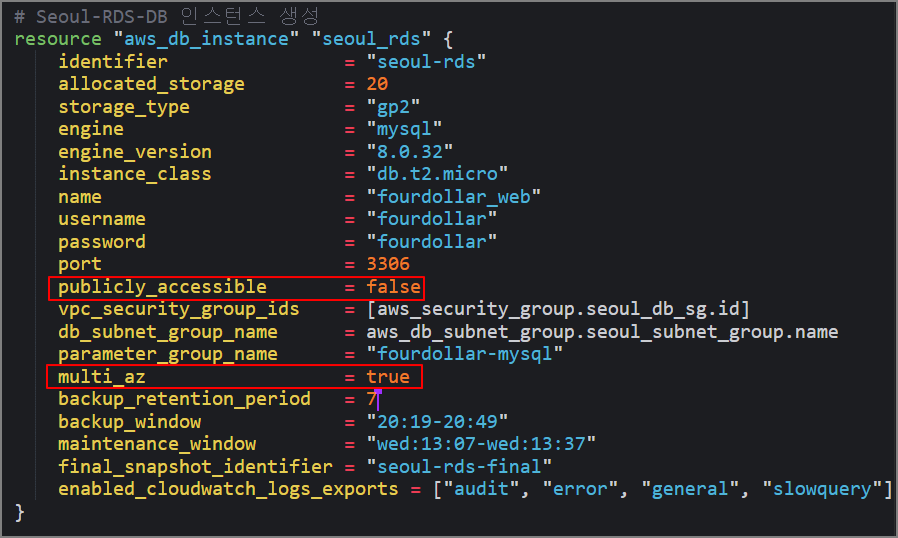 # Seoul-RDS-DB 인스턴스 생성
resource "aws_db_instance" "seoul_rds" {
    identifier                = "seoul-rds"
    allocated_storage         = 20
    storage_type              = "gp2"
    engine                    = "mysql"
    engine_version            = "8.0.32"
    instance_class            = "db.t2.micro"
    name                      = "fourdollar_web"
    username                  = "fourdollar"
    password                  = "fourdollar"
    port                      = 3306
    publicly_accessible       = false
    vpc_security_group_ids    = [aws_security_group.seoul_db_sg.id]
    db_subnet_group_name      = aws_db_subnet_group.seoul_subnet_group.name
    parameter_group_name      = "fourdollar-mysql"
    multi_az                  = true
    backup_retention_period   = 7
    backup_window             = "20:19-20:49"
    maintenance_window        = "wed:13:07-wed:13:37"
    final_snapshot_identifier = "seoul-rds-final"
    enabled_cloudwatch_logs_exports = ["audit", "error", "general", "slowquery"]
}